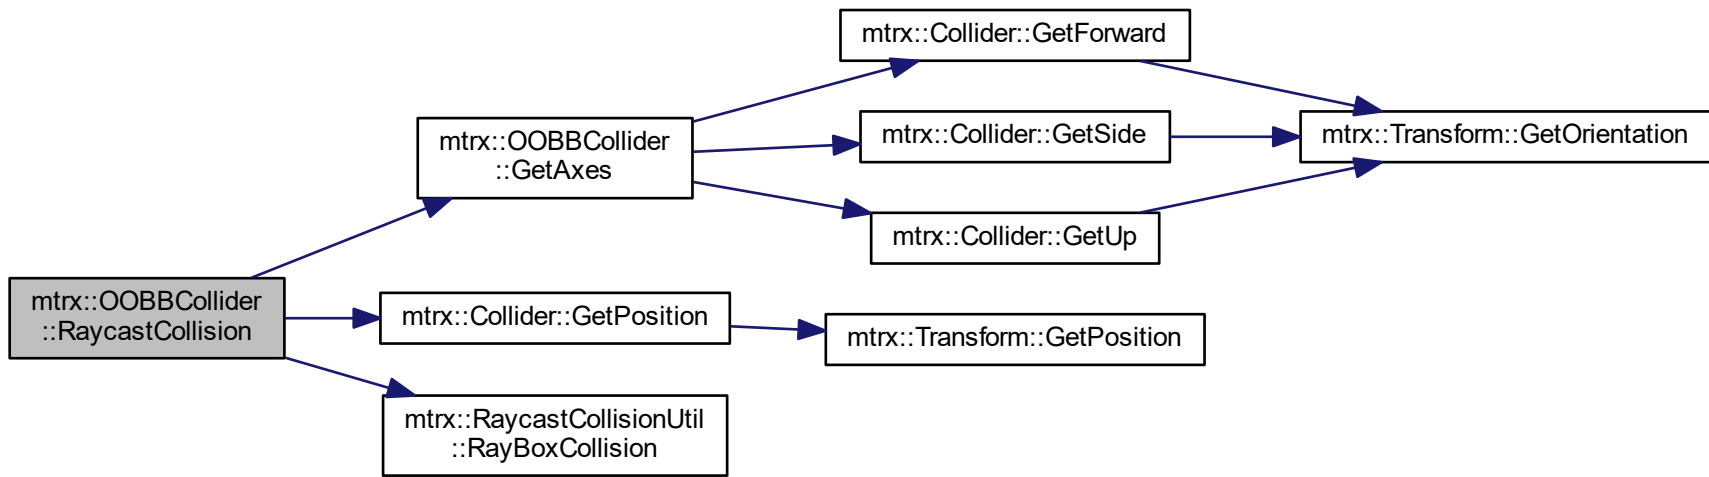 mtrx::OOBBCollider
::RaycastCollision
mtrx::OOBBCollider
::GetAxes
mtrx::Collider::GetForward
mtrx::Collider::GetSide
mtrx::Collider::GetUp
mtrx::Transform::GetOrientation
mtrx::Collider::GetPosition
mtrx::Transform::GetPosition
mtrx::RaycastCollisionUtil
::RayBoxCollision